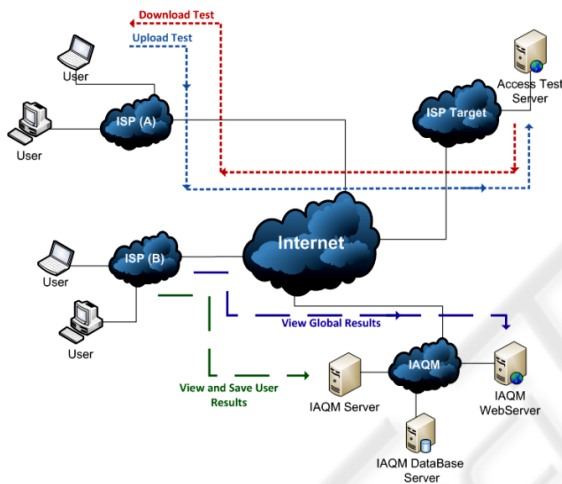 Download Test
Upload Test
User
ISP (A)
User
ISP Target
Access Test
Server
Internet
ISP (B)
User
User
View Global Results
View and Save User
Results
IAQM
IAQM Server
IAQM
WebServer
IAQM DataBase
Server